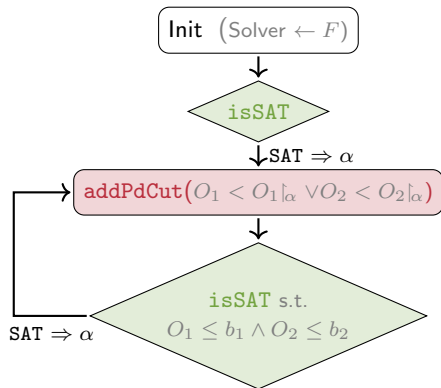 Init (Solver ← F)
isSAT
SAT ⇒ α
addPdCut(O₁ < O₁↾α ∨O₂ < O₂↾α)
isSAT s.t.
O₁ ≤ b₁ ∧ O₂ ≤ b₂
SAT ⇒ α